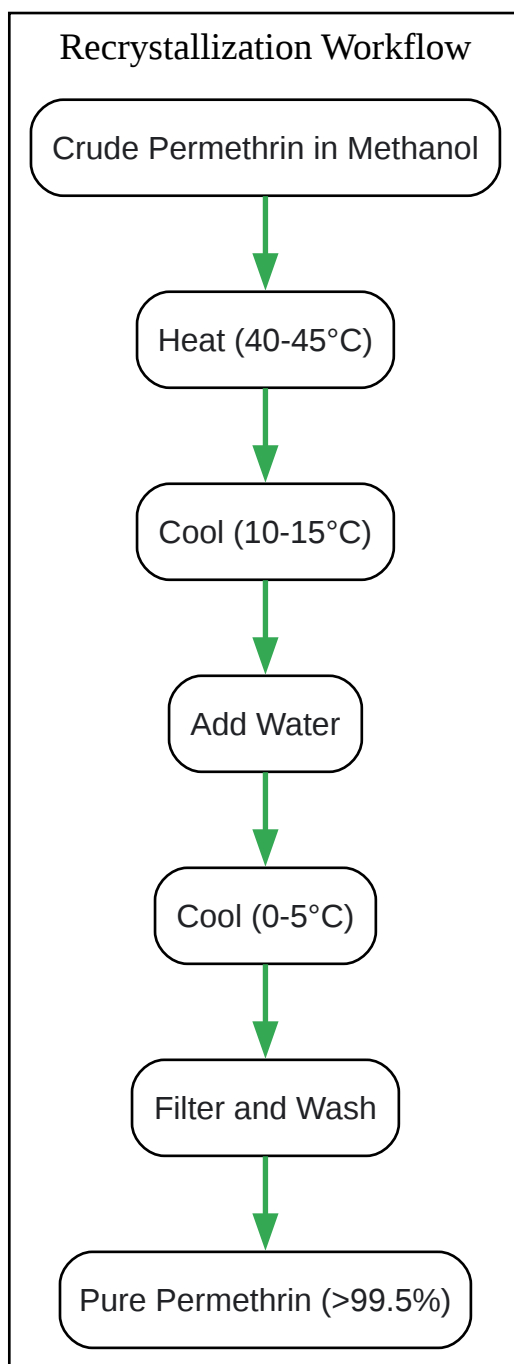 Recrystallization Workflow
Crude Permethrin in Methanol
Heat (40-45°C)
Cool (10-15°C)
Add Water
Cool (0-5°C)
Filter and Wash
Pure Permethrin (>99.5%)